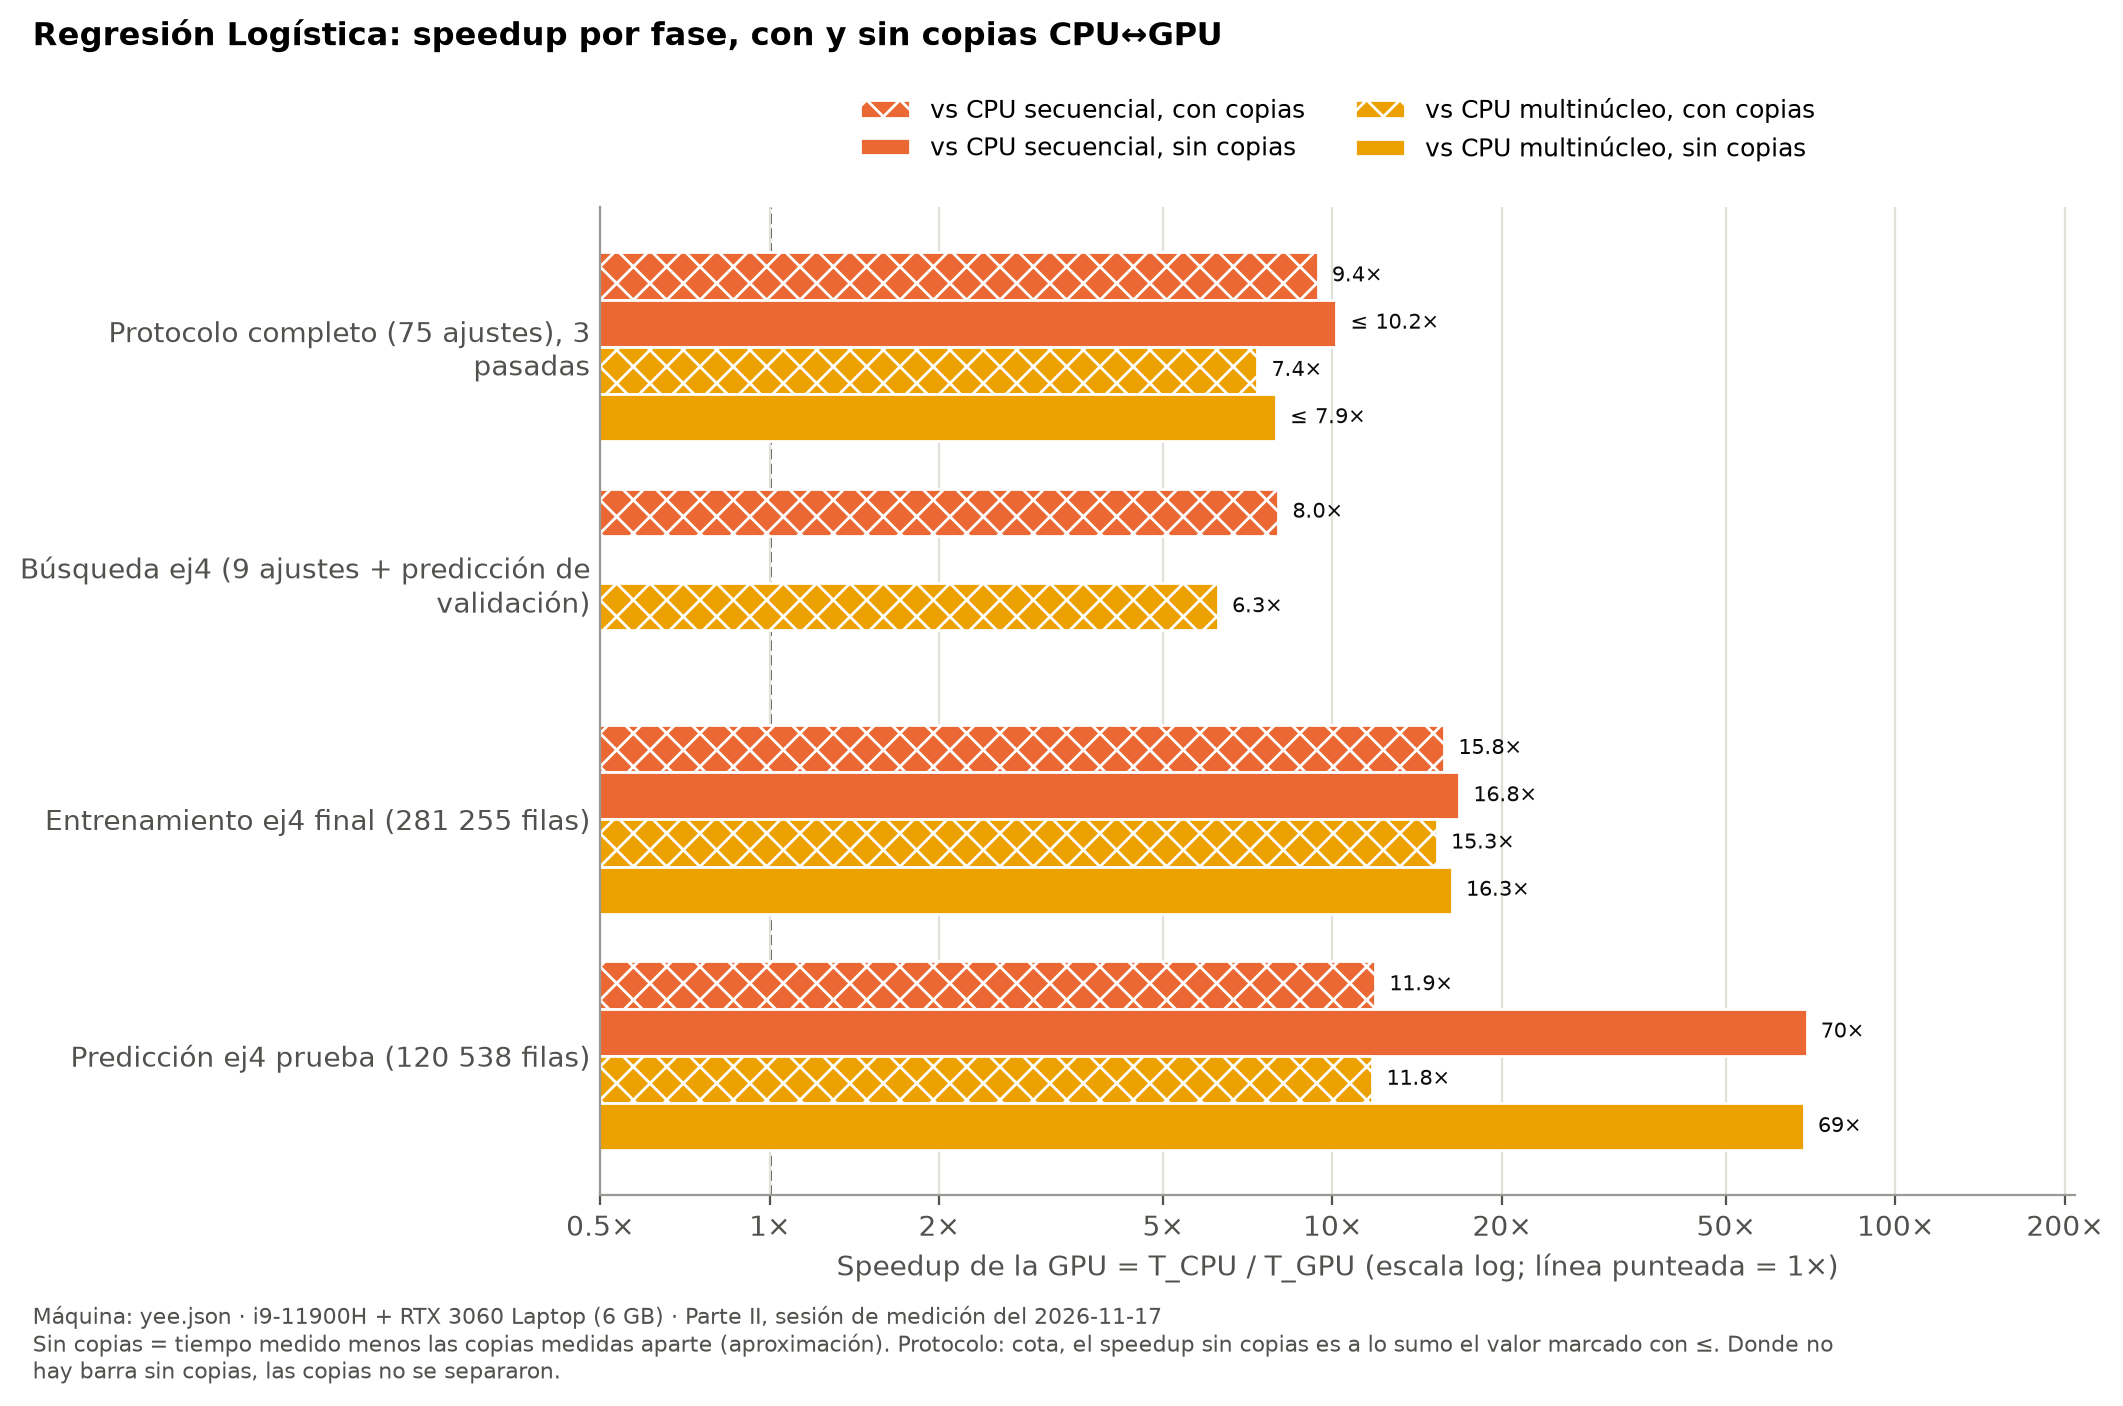 Regresión Logística: speedup por fase, con y sin copias CPU↔GPU
vs CPU secuencial, con copias
vs CPU secuencial, sin copias
vs CPU multinúcleo, con copias
vs CPU multinúcleo, sin copias
Protocolo completo (75 ajustes), 3
pasadas
9.4×
≤ 10.2×
7.4×
≤ 7.9×
Búsqueda ej4 (9 ajustes + predicción de
validación)
8.0×
6.3×
Entrenamiento ej4 final (281 255 filas)
15.8×
16.8×
15.3×
16.3×
Predicción ej4 prueba (120 538 filas)
11.9×
70×
11.8×
69×
0.5× 1× 2× 5× 10× 20× 50× 100× 200×
Speedup de la GPU = T_CPU / T_GPU (escala log; línea punteada = 1×)
Máquina: yee.json · i9-11900H + RTX 3060 Laptop (6 GB) · Parte II, sesión de medición del 2026-11-17
Sin copias = tiempo medido menos las copias medidas aparte (aproximación). Protocolo: cota, el speedup sin copias es a lo sumo el valor marcado con ≤. Donde no
hay barra sin copias, las copias no se separaron.